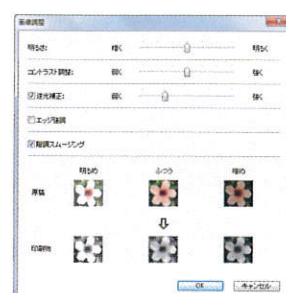 画像調整
明るさ: 暗く 明るく
コントラスト調整: 弱く 強く
逆光補正: 弱く 強く
エッジ強調
階調スムージング
明るめ ふつう 暗め
原稿
印刷物
OK キャンセル